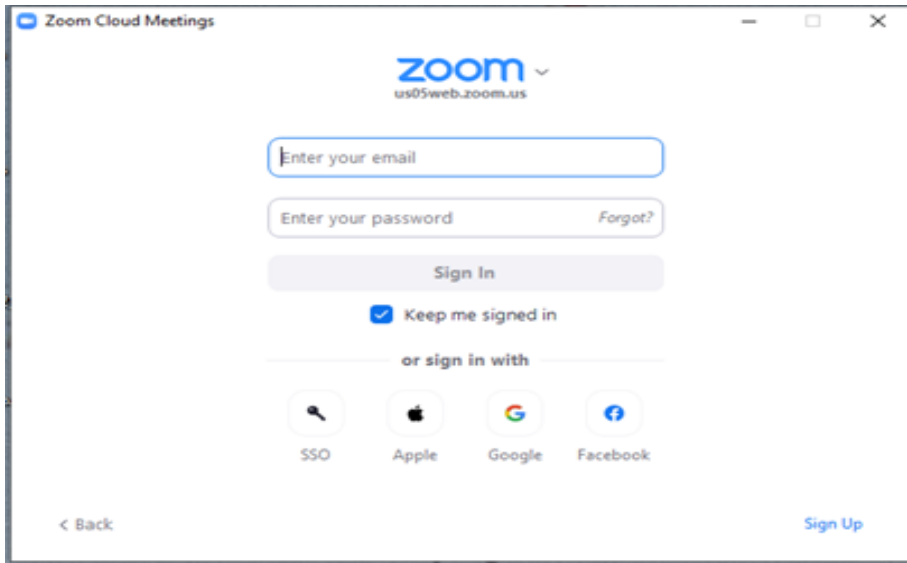 Zoom Cloud Meetings
zoom
us05web.zoom.us
Enter your email
Enter your password Forgot?
Sign In
Keep me signed in
or sign in with
SSO Apple Google Facebook
< Back Sign Up